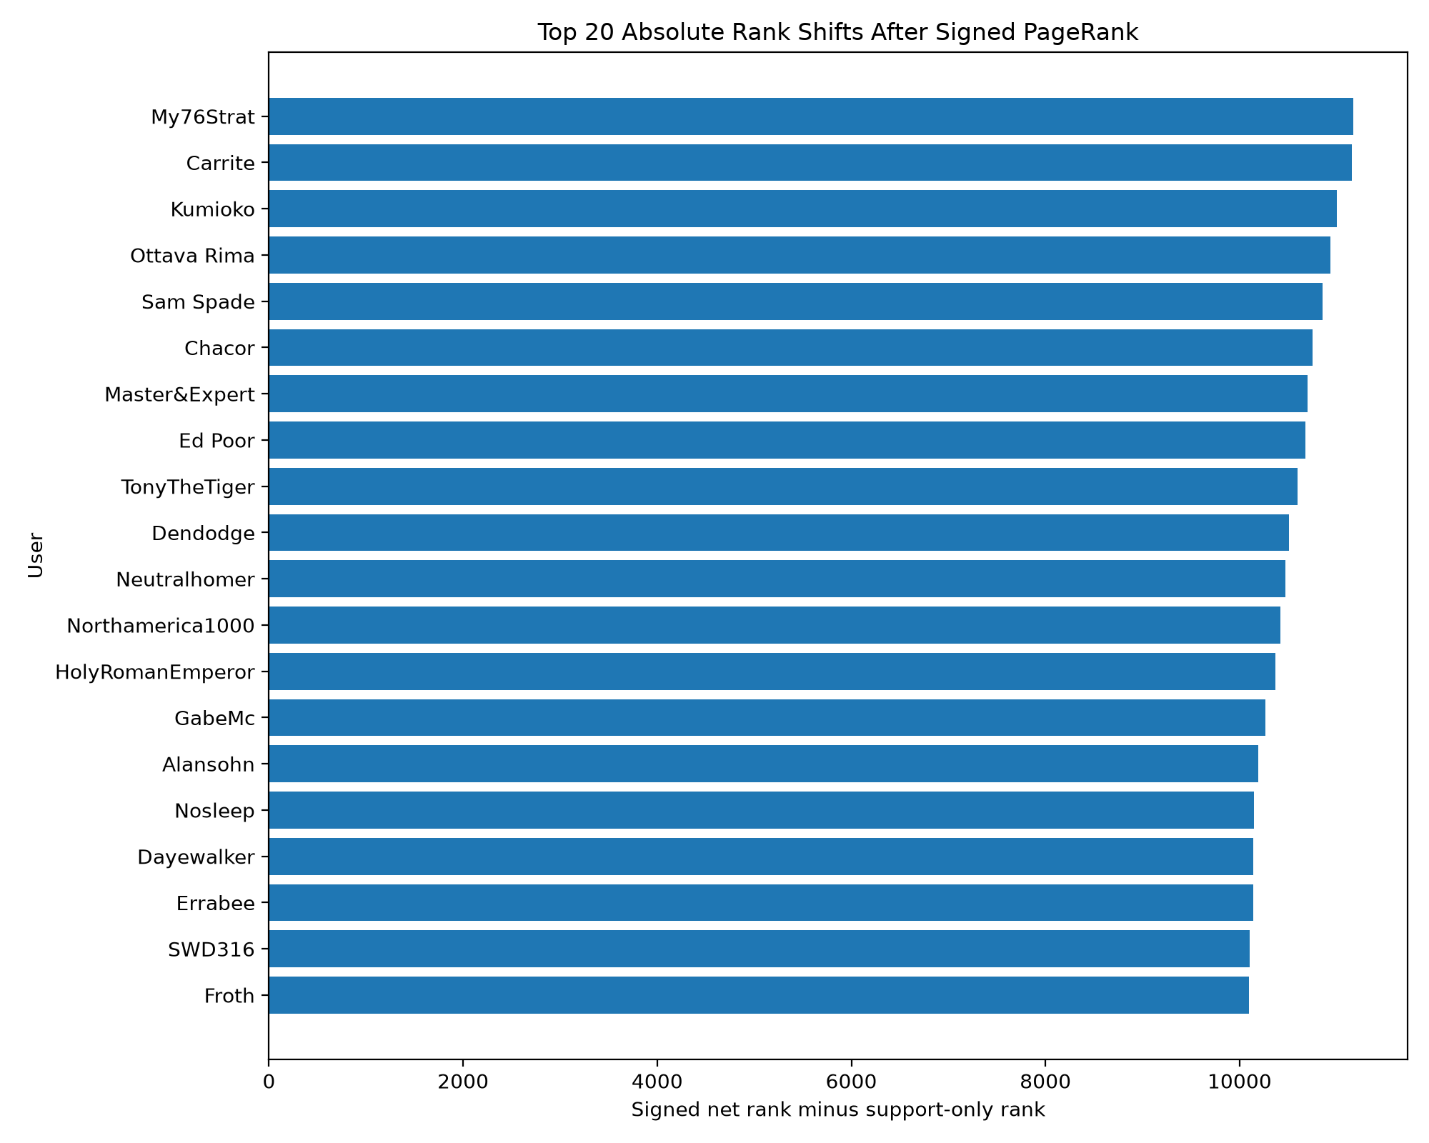 Top 20 Absolute Rank Shifts After Signed PageRank
User
My76Strat
Carrite
Kumioko
Ottava Rima
Sam Spade
Chacor
Master&Expert
Ed Poor
TonyTheTiger
Dendodge
Neutralhomer
Northamerica1000
HolyRomanEmperor
GabeMc
Alansohn
Nosleep
Dayewalker
Errabee
SWD316
Froth
0 2000 4000 6000 8000 10000
Signed net rank minus support-only rank